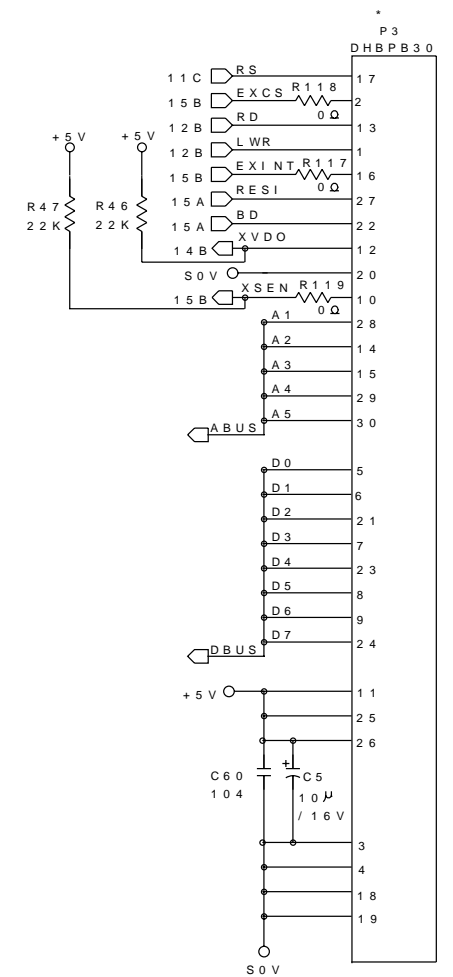 *
P3
DHBPB30
11C RS 17
15B EXCS R118 0Ω 2
12B RD 13
12B LWR 1
15B EXINT R117 0Ω 16
15A RESI 27
15A BD 22
+5V +5V
R47 22K R46 22K
14B XVDO 12
S0V 20
15B XSEN R119 0Ω 10
A1 28
A2 14
A3 15
A4 29
A5 30
ABUS
D0 5
D1 6
D2 21
D3 7
D4 23
D5 8
D6 9
D7 24
DBUS
+5V 11
25
26
C60 104 + C5 10μ / 16V
3
4
18
19
S0V